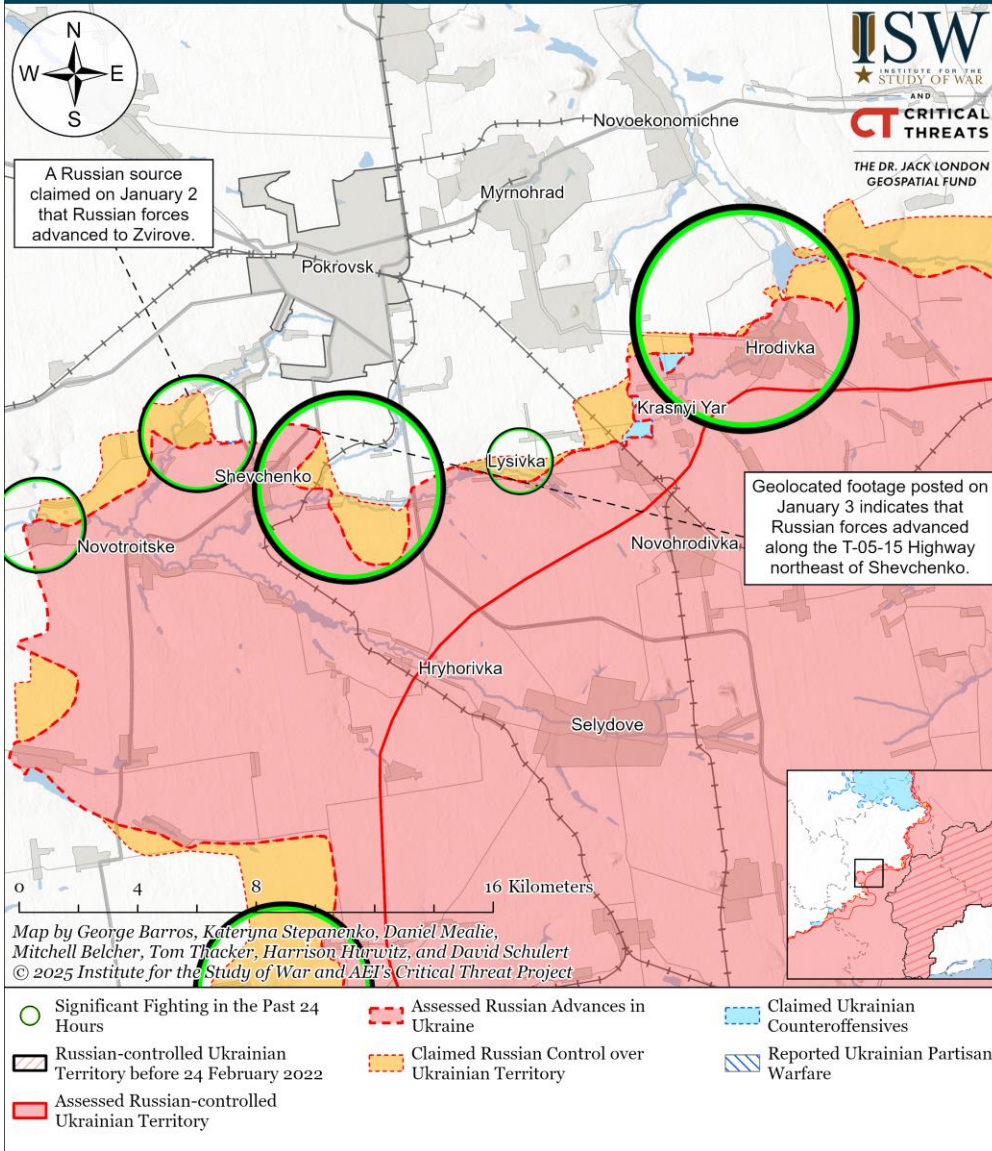 N
W
E
S
ISW
INSTITUTE FOR THE
STUDY OF WAR
AND
CT CRITICAL
THREATS
THE DR. JACK LONDON
GEOSPATIAL FUND
A Russian source
claimed on January 2
that Russian forces
advanced to Zvirove.
Novoekonomichne
Myrnohrad
Pokrovsk
Hrodivka
Krasnyi Yar
Lysivka
Shevchenko
Novotroitske
Novohrodivka
Geolocated footage posted on
January 3 indicates that
Russian forces advanced
along the T-05-15 Highway
northeast of Shevchenko.
Hryhorivka
Selydove
0 4 8 16 Kilometers
Map by George Barros, Kateryna Stepanenko, Daniel Mealie,
Mitchell Belcher, Tom Thacker, Harrison Hurwitz, and David Schulert
© 2025 Institute for the Study of War and AEI's Critical Threat Project
Significant Fighting in the Past 24
Hours
Russian-controlled Ukrainian
Territory before 24 February 2022
Assessed Russian-controlled
Ukrainian Territory
Assessed Russian Advances in
Ukraine
Claimed Russian Control over
Ukrainian Territory
Claimed Ukrainian
Counteroffensives
Reported Ukrainian Partisan
Warfare